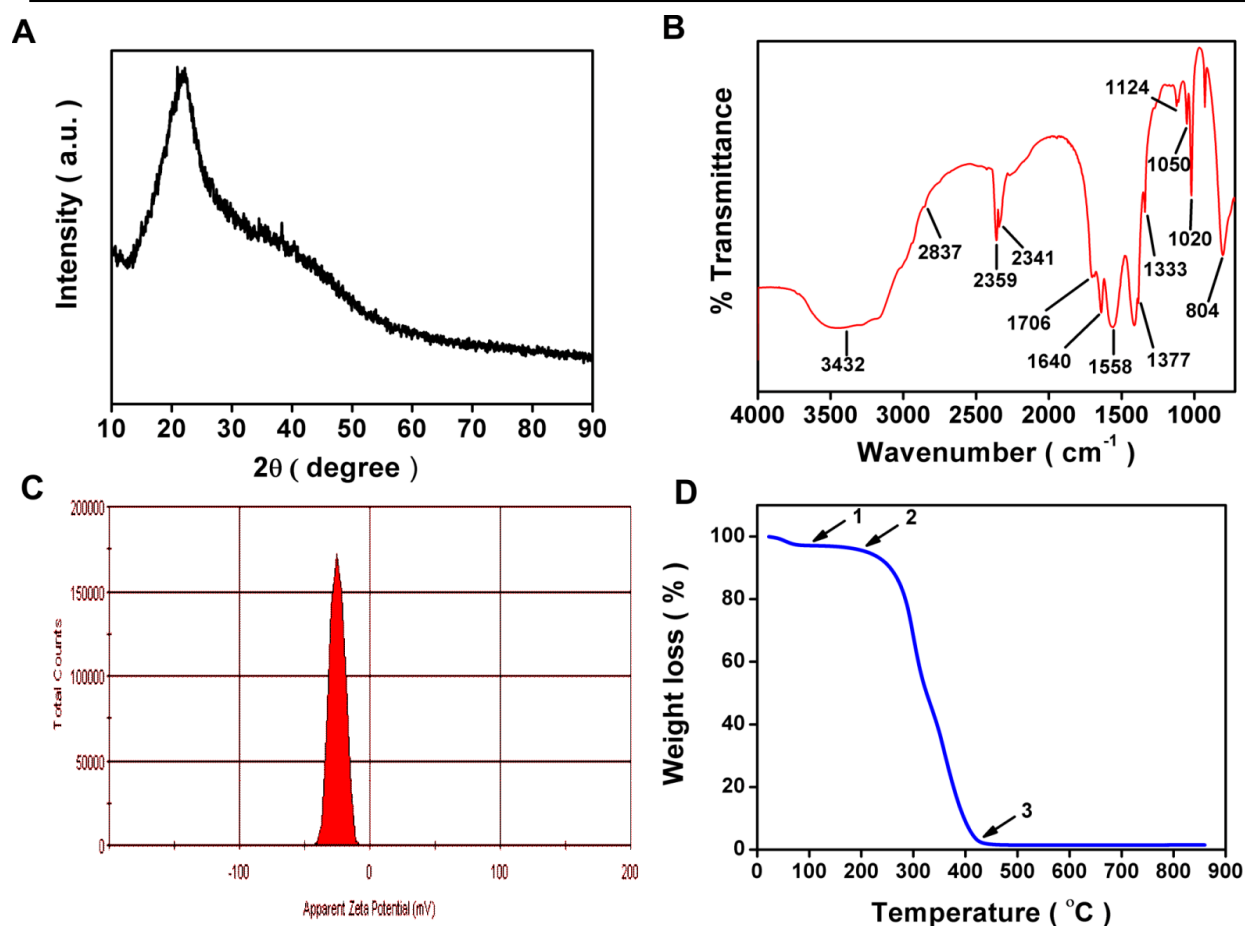 A
Intensity ( a.u. )
10 20 30 40 50 60 70 80 90
2θ ( degree )
B
% Transmittance
1124
1050
2837
2341
2359
1333
1020
1706
804
1640
1377
3432
1558
4000 3500 3000 2500 2000 1500 1000
Wavenumber ( cm⁻¹ )
C
Total Counts
200000
150000
100000
50000
0
-100 0 100 200
Apparent Zeta Potential (mV)
D
Weight loss ( % )
1
2
3
100
80
60
40
20
0
0 100 200 300 400 500 600 700 800 900
Temperature ( °C )